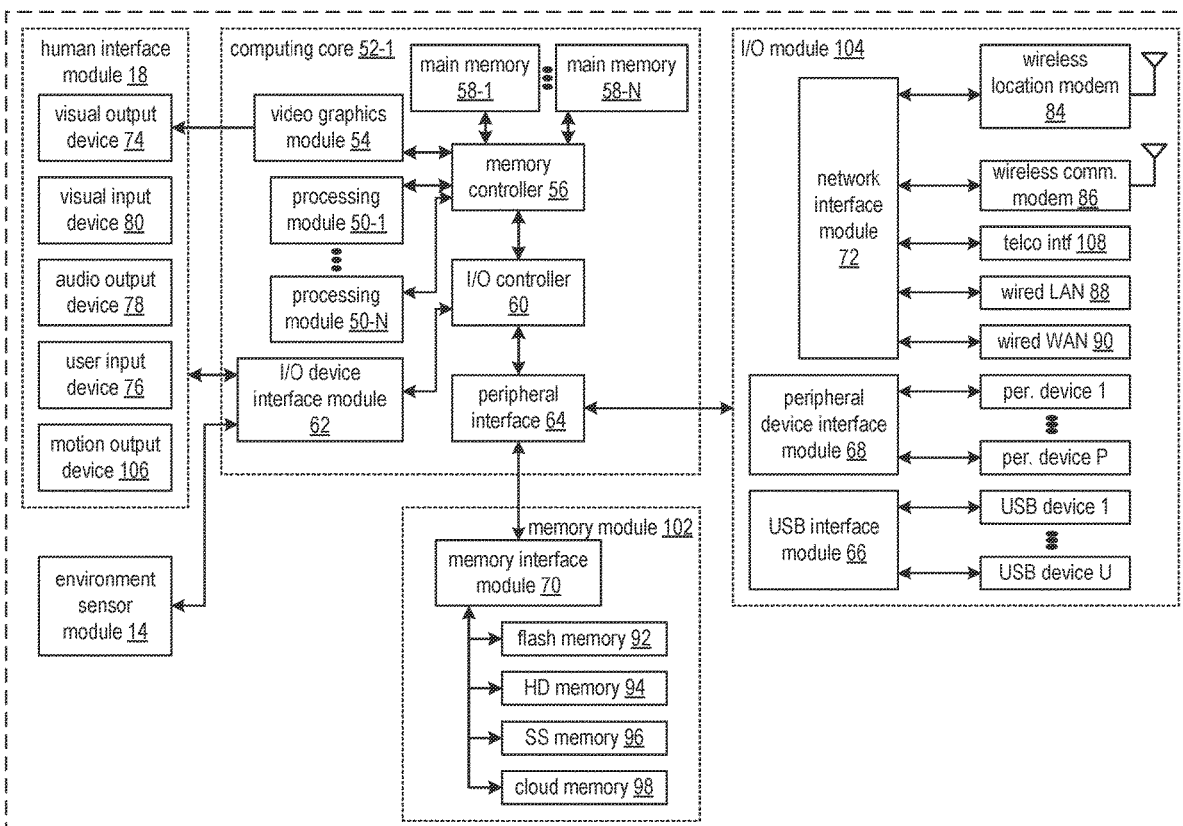 human interface
module 18
visual output
device 74
visual input
device 80
audio output
device 78
user input
device 76
motion output
device 106
environment
sensor
module 14
computing core 52-1
main memory
58-1
main memory
58-N
video graphics
module 54
processing
module 50-1
processing
module 50-N
memory
controller 56
I/O controller
60
I/O device
interface module
62
peripheral
interface 64
memory module 102
memory interface
module 70
flash memory 92
HD memory 94
SS memory 96
cloud memory 98
I/O module 104
network
interface
module
72
wireless
location modem
84
wireless comm.
modem 86
telco intf 108
wired LAN 88
wired WAN 90
peripheral
device interface
module 68
per. device 1
per. device P
USB interface
module 66
USB device 1
USB device U